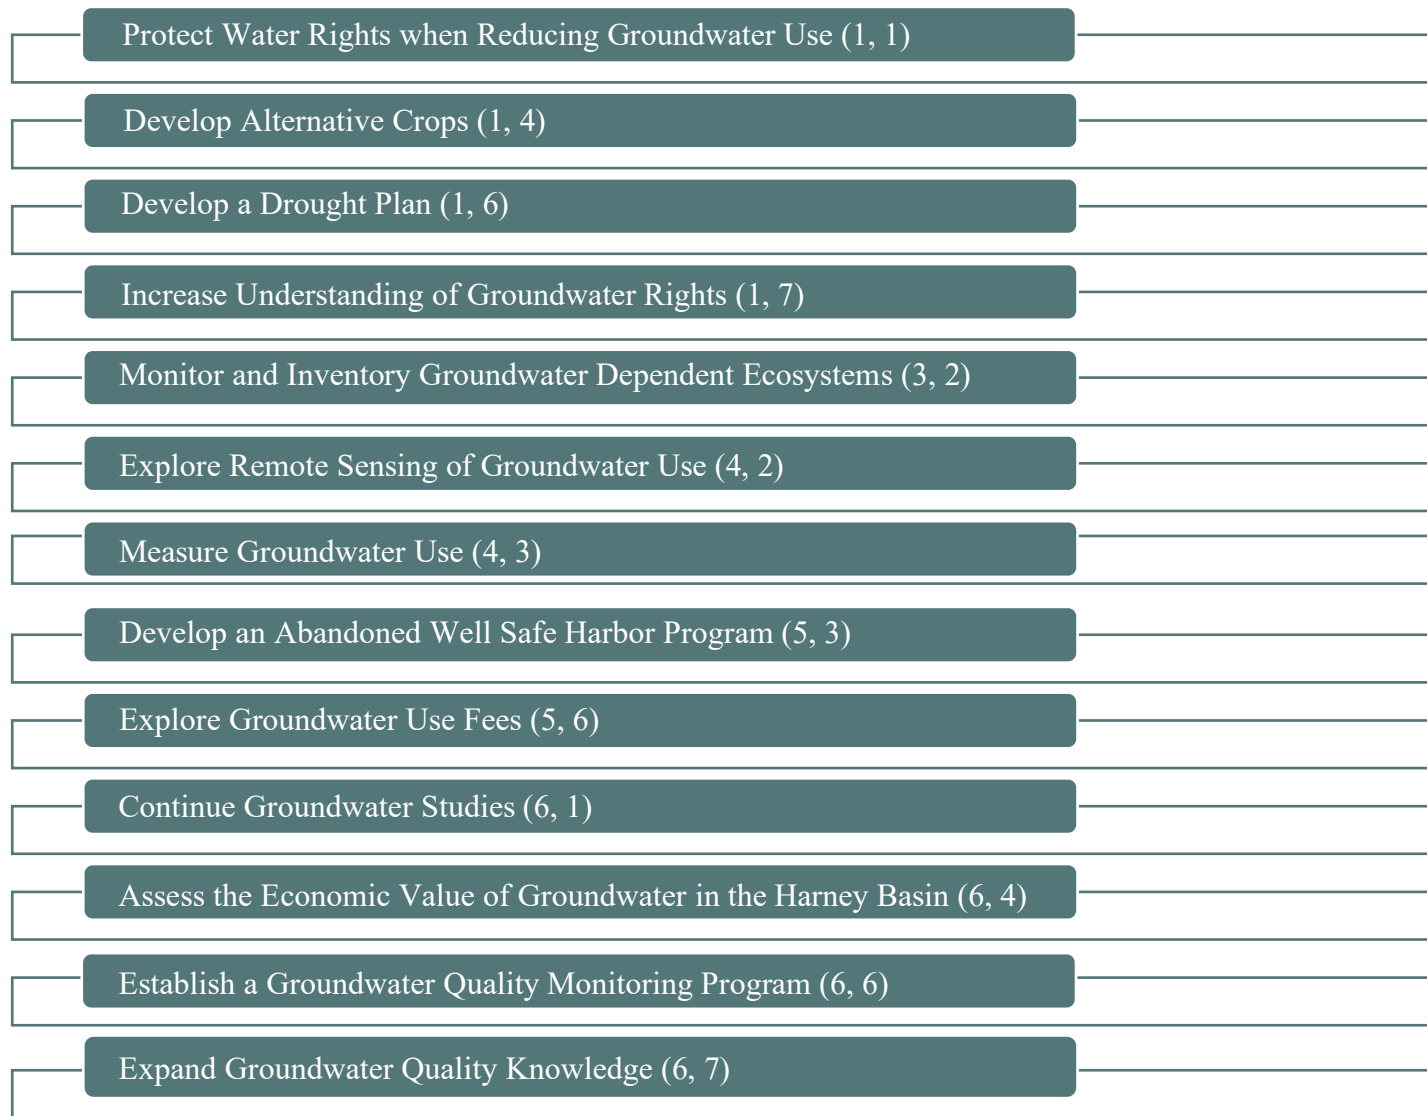 Protect Water Rights when Reducing Groundwater Use (1, 1)
Develop Alternative Crops (1, 4)
Develop a Drought Plan (1, 6)
Increase Understanding of Groundwater Rights (1, 7)
Monitor and Inventory Groundwater Dependent Ecosystems (3, 2)
Explore Remote Sensing of Groundwater Use (4, 2)
Measure Groundwater Use (4, 3)
Develop an Abandoned Well Safe Harbor Program (5, 3)
Explore Groundwater Use Fees (5, 6)
Continue Groundwater Studies (6, 1)
Assess the Economic Value of Groundwater in the Harney Basin (6, 4)
Establish a Groundwater Quality Monitoring Program (6, 6)
Expand Groundwater Quality Knowledge (6, 7)